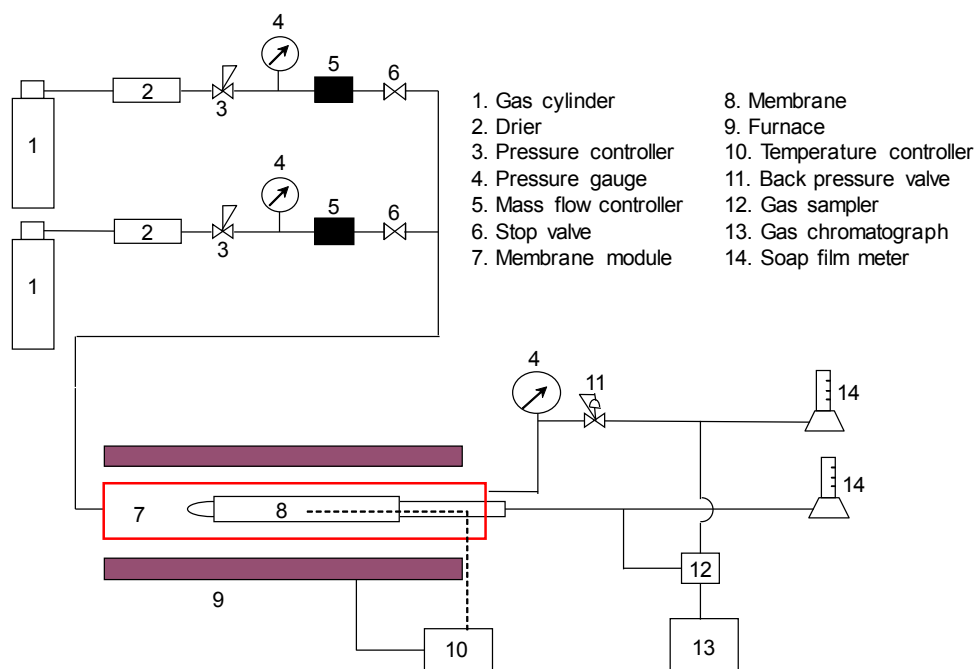 4
5
6
2
3
1
4
5
6
2
3
1
1. Gas cylinder
2. Drier
3. Pressure controller
4. Pressure gauge
5. Mass flow controller
6. Stop valve
7. Membrane module
8. Membrane
9. Furnace
10. Temperature controller
11. Back pressure valve
12. Gas sampler
13. Gas chromatograph
14. Soap film meter
4
11
14
14
7
8
12
9
10
13